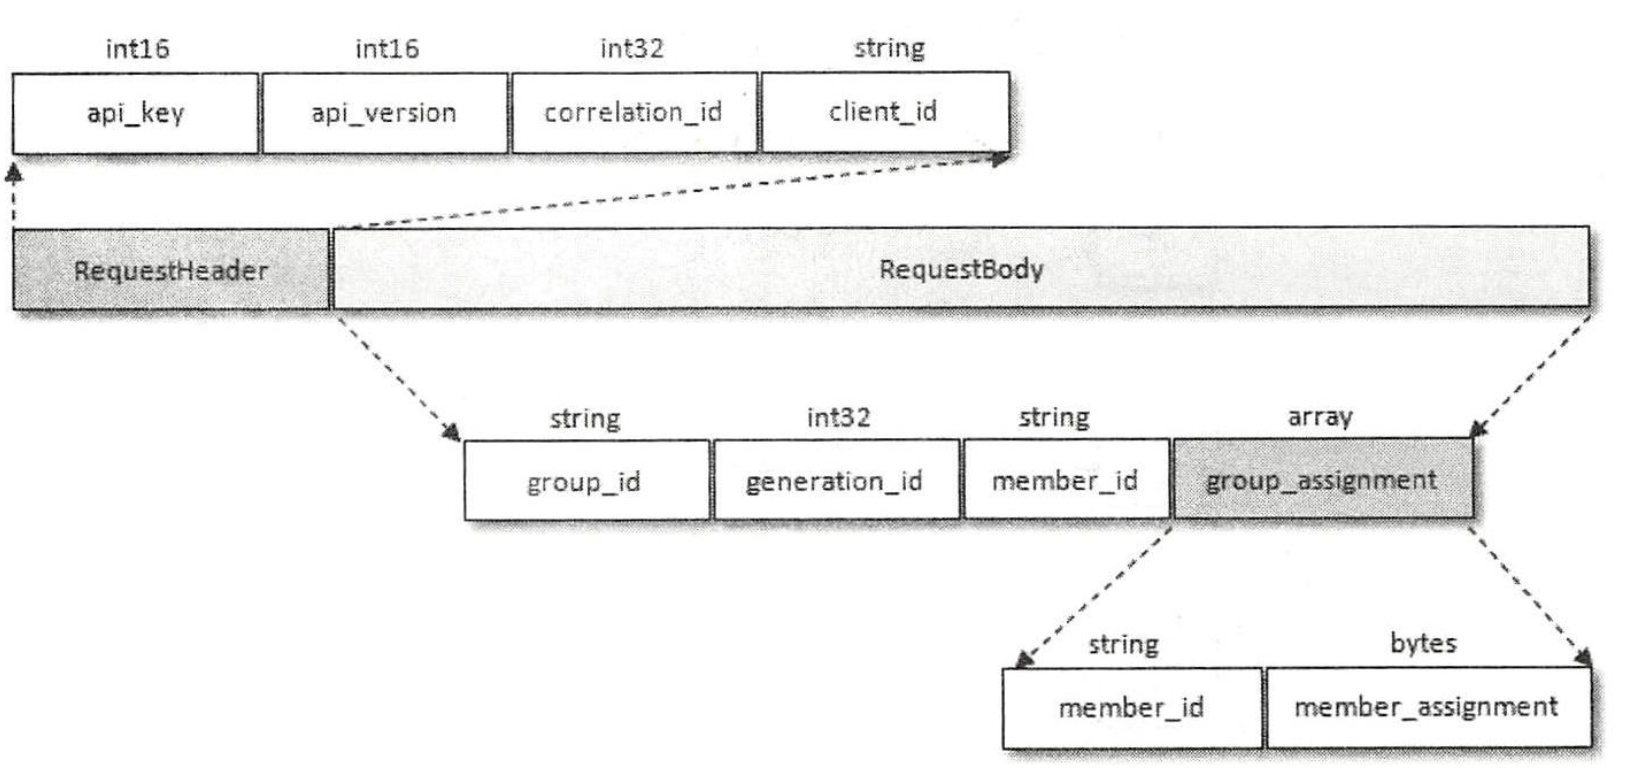 int16 int16 int32 string
api_key api_version correlation_id client_id
RequestHeader RequestBody
string int32 string array
group_id generation_id member_id group_assignment
string bytes
member_id member_assignment